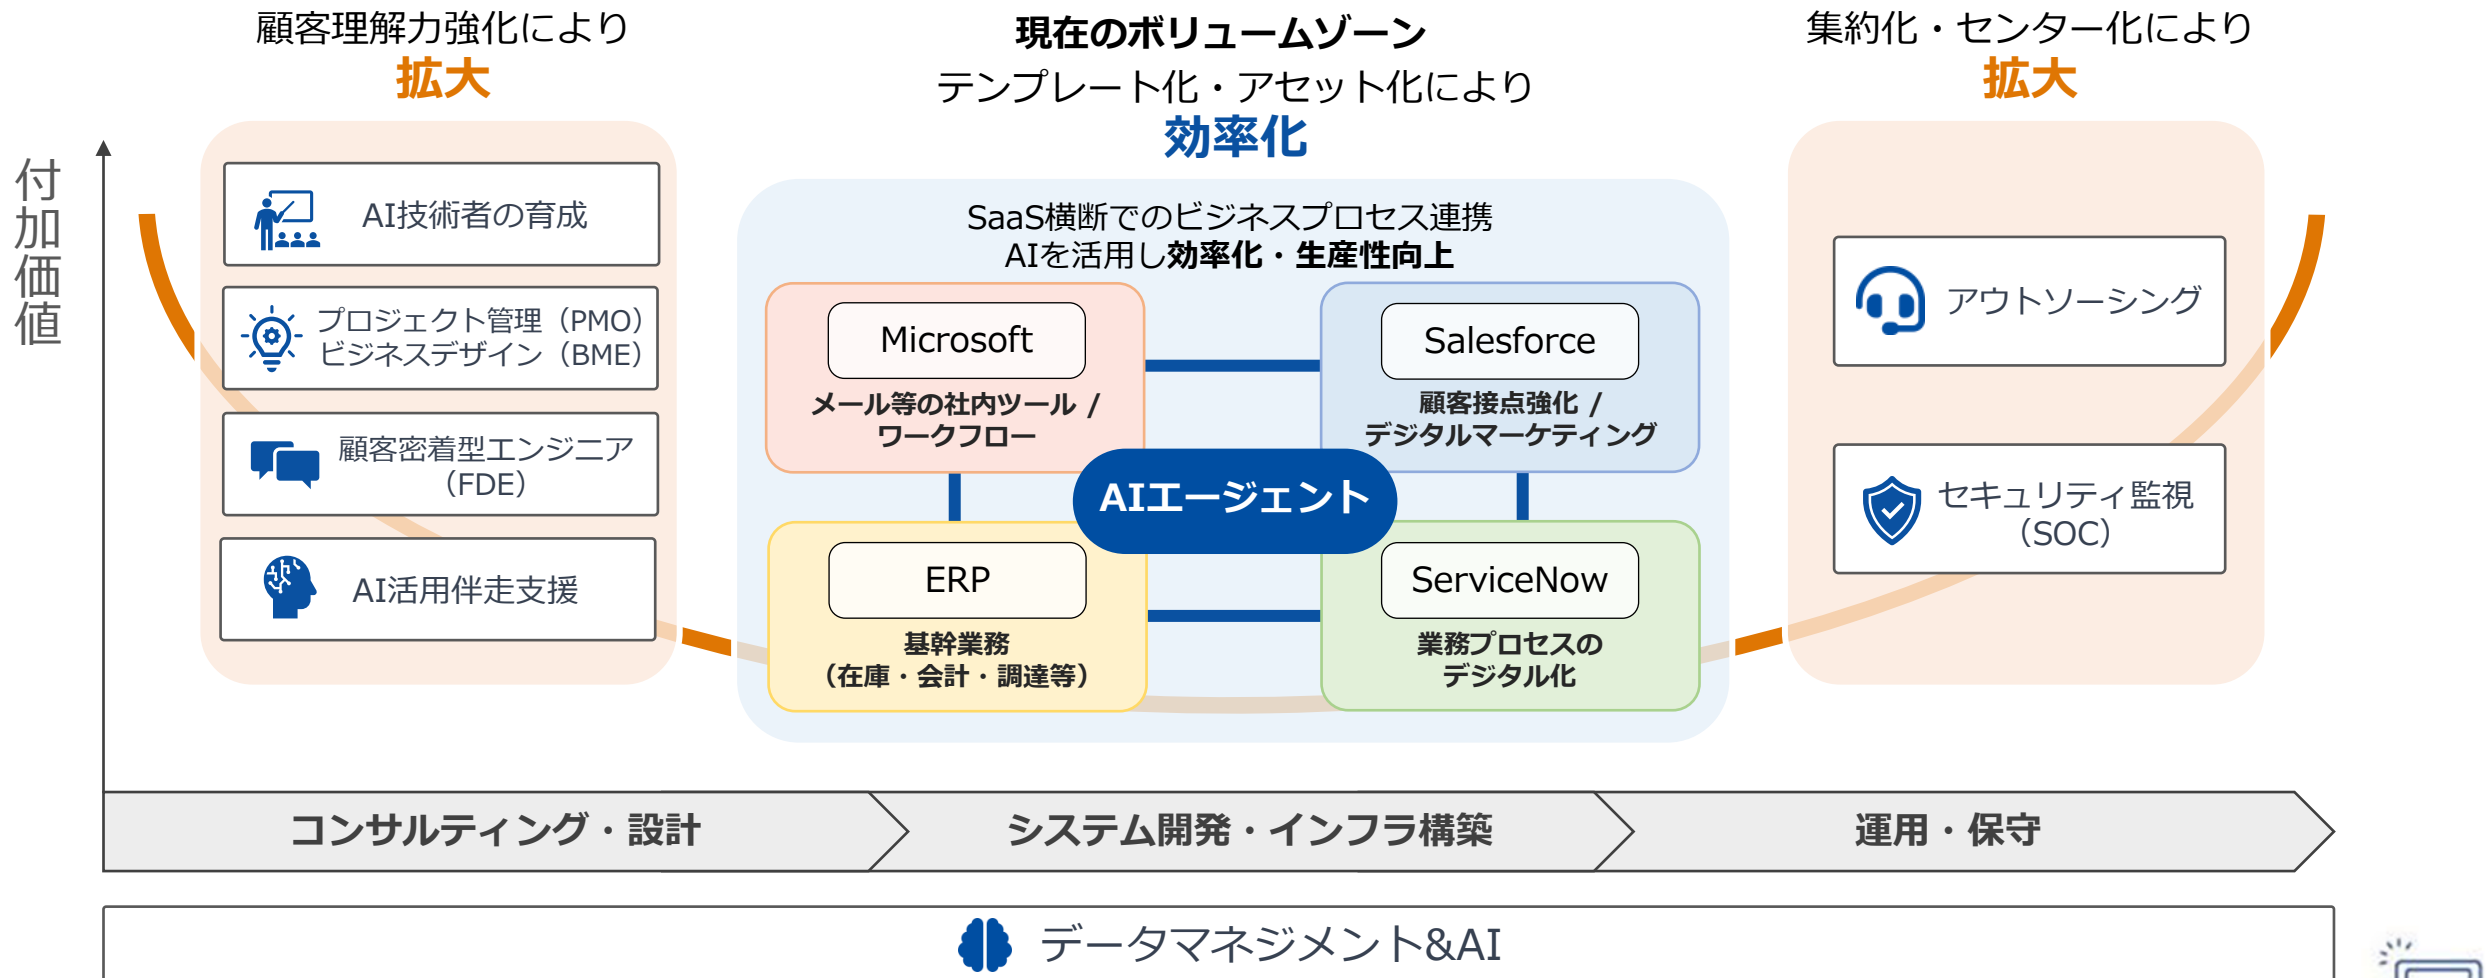 顧客理解力強化により
拡大
現在のボリュームゾーン
テンプレート化・アセット化により
効率化
集約化・センター化により
拡大
付加価値
AI技術者の育成
プロジェクト管理（PMO）
ビジネスデザイン（BME）
顧客密着型エンジニア
（FDE）
AI活用伴走支援
SaaS横断でのビジネスプロセス連携
AIを活用し効率化・生産性向上
Microsoft
メール等の社内ツール /
ワークフロー
Salesforce
顧客接点強化 /
デジタルマーケティング
AIエージェント
ERP
基幹業務
（在庫・会計・調達等）
ServiceNow
業務プロセスの
デジタル化
アウトソーシング
セキュリティ監視
（SOC）
コンサルティング・設計
システム開発・インフラ構築
運用・保守
データマネジメント&AI